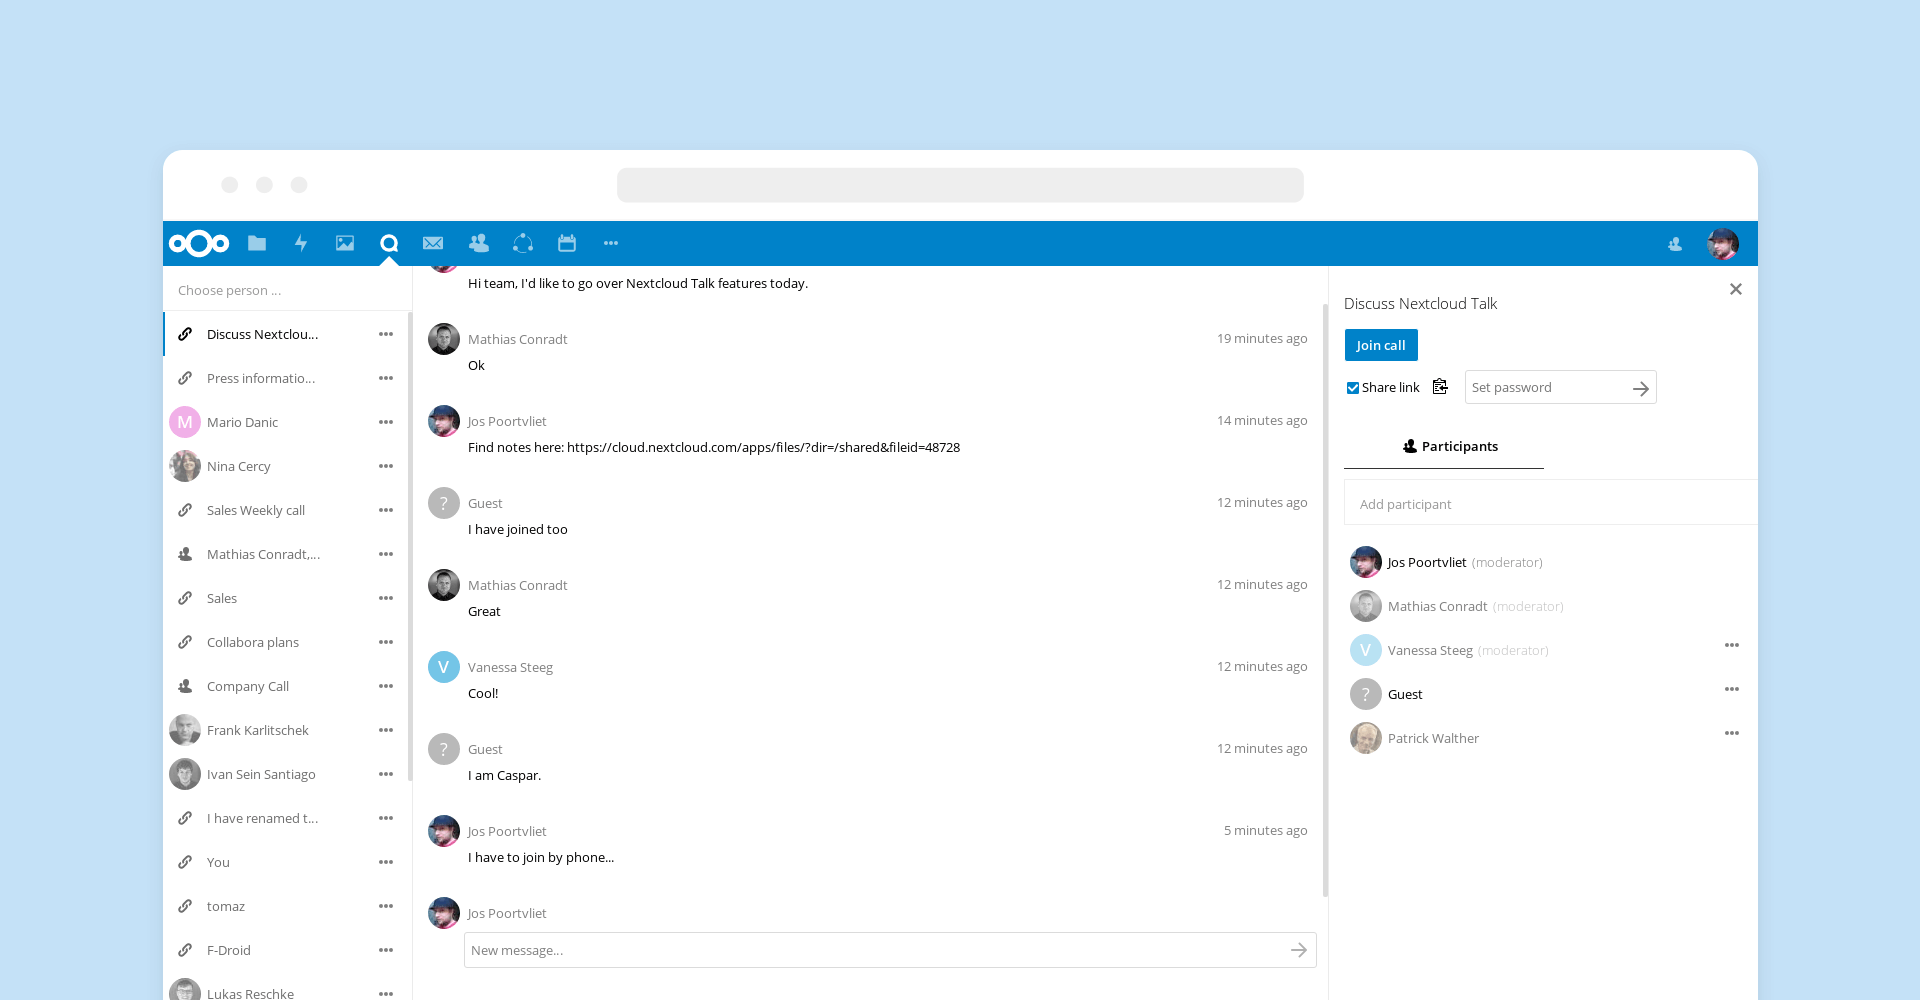 Choose person ...
Discuss Nextclou...
Press informatio...
M
Mario Danic
Nina Cercy
Sales Weekly call
Mathias Conradt,...
Sales
Collabora plans
Company Call
Frank Karlitschek
Ivan Sein Santiago
I have renamed t...
You
tomaz
F-Droid
Lukas Reschke
Hi team, I'd like to go over Nextcloud Talk features today.
Mathias Conradt 19 minutes ago
Ok
Jos Poortvliet 14 minutes ago
Find notes here: https://cloud.nextcloud.com/apps/files/?dir=/shared&fileid=48728
? Guest 12 minutes ago
I have joined too
Mathias Conradt 12 minutes ago
Great
V Vanessa Steeg 12 minutes ago
Cool!
? Guest 12 minutes ago
I am Caspar.
Jos Poortvliet 5 minutes ago
I have to join by phone...
Jos Poortvliet
New message...
Discuss Nextcloud Talk
Join call
Share link Set password
Participants
Add participant
Jos Poortvliet (moderator)
Mathias Conradt (moderator)
V Vanessa Steeg (moderator)
? Guest
Patrick Walther